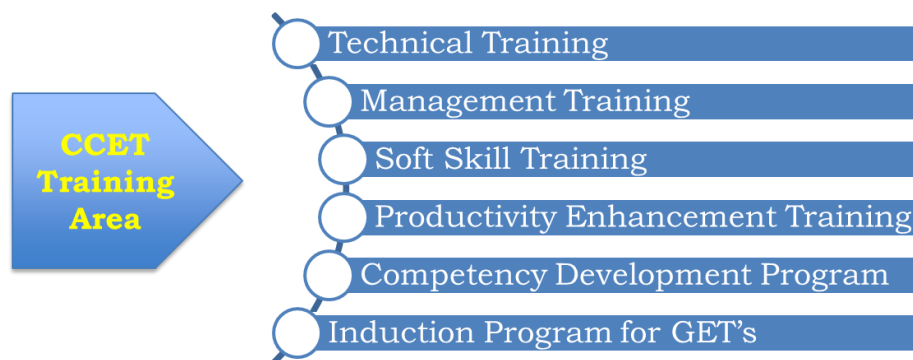 CCET
Training
Area
Technical Training
Management Training
Soft Skill Training
Productivity Enhancement Training
Competency Development Program
Induction Program for GET’s